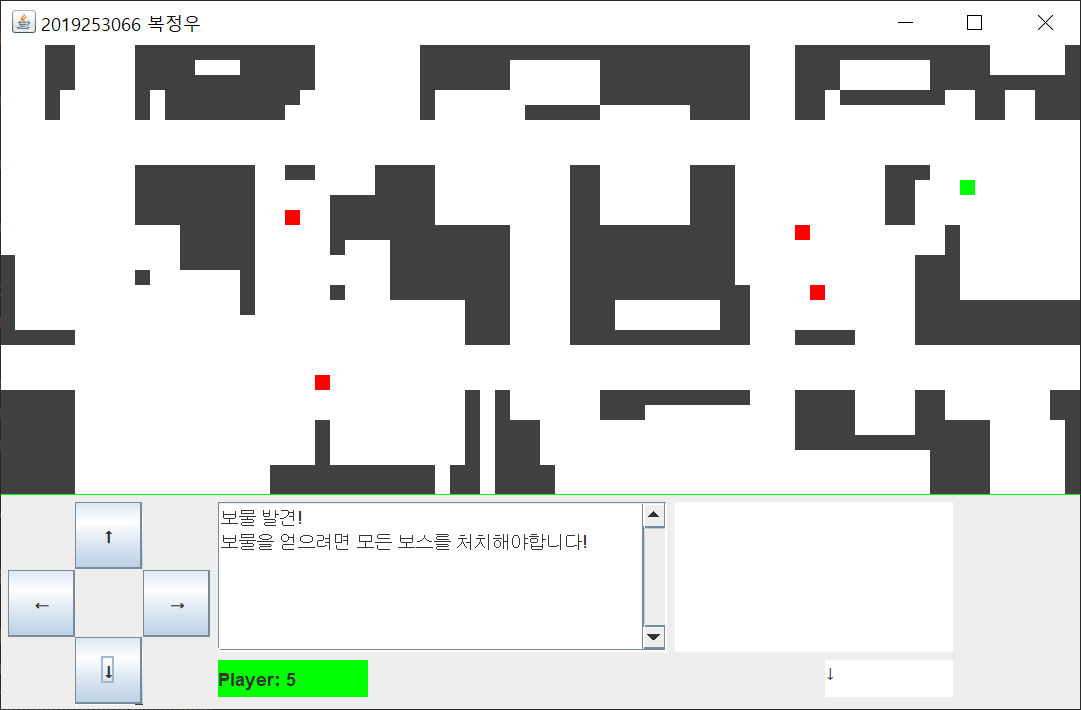 2019253066 복정우
↑
보물 발견!
보물을 얻으려면 모든 보스를 처치해야합니다!
← →
↓
Player: 5
↓